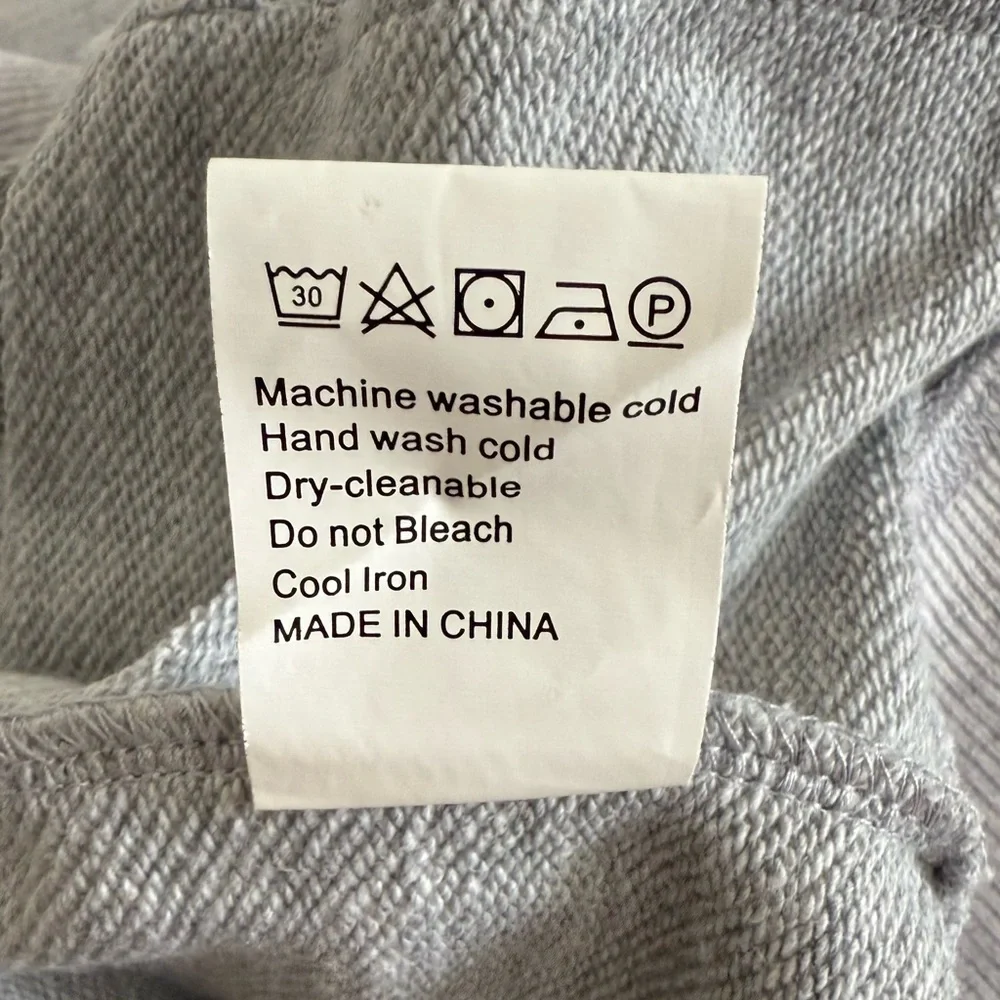 30 P
Machine washable cold
Hand wash cold
Dry-cleanable
Do not Bleach
Cool Iron
MADE IN CHINA